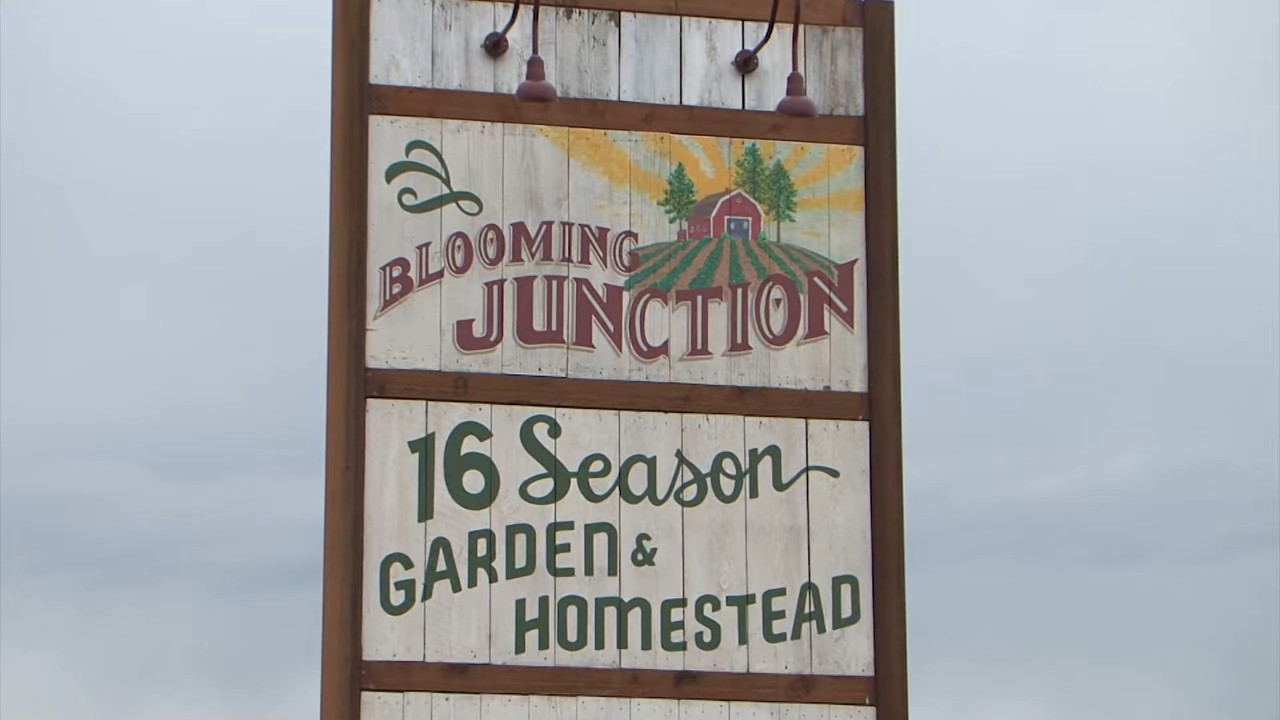 BLOOMING
JUNCTION
16 Season
GARDEN &
HOMESTEAD